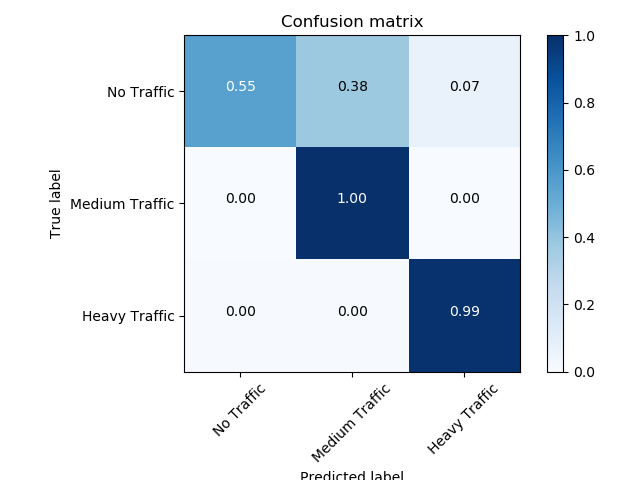 Confusion matrix
No Traffic 0.55 0.38 0.07
Medium Traffic 0.00 1.00 0.00
Heavy Traffic 0.00 0.00 0.99
True label
No Traffic Medium Traffic Heavy Traffic
Predicted label
1.0
0.8
0.6
0.4
0.2
0.0